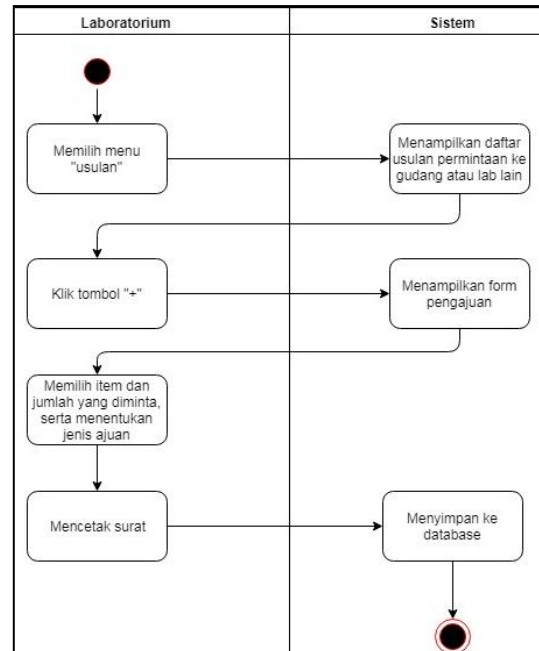 Laboratorium
Sistem
Memilih menu
"usulan"
Menampilkan daftar
usulan permintaan ke
gudang atau lab lain
Klik tombol "+"
Menampilkan form
pengajuan
Memilih item dan
jumlah yang diminta,
serta menentukan
jenis ajuan
Mencetak surat
Menyimpan ke
database